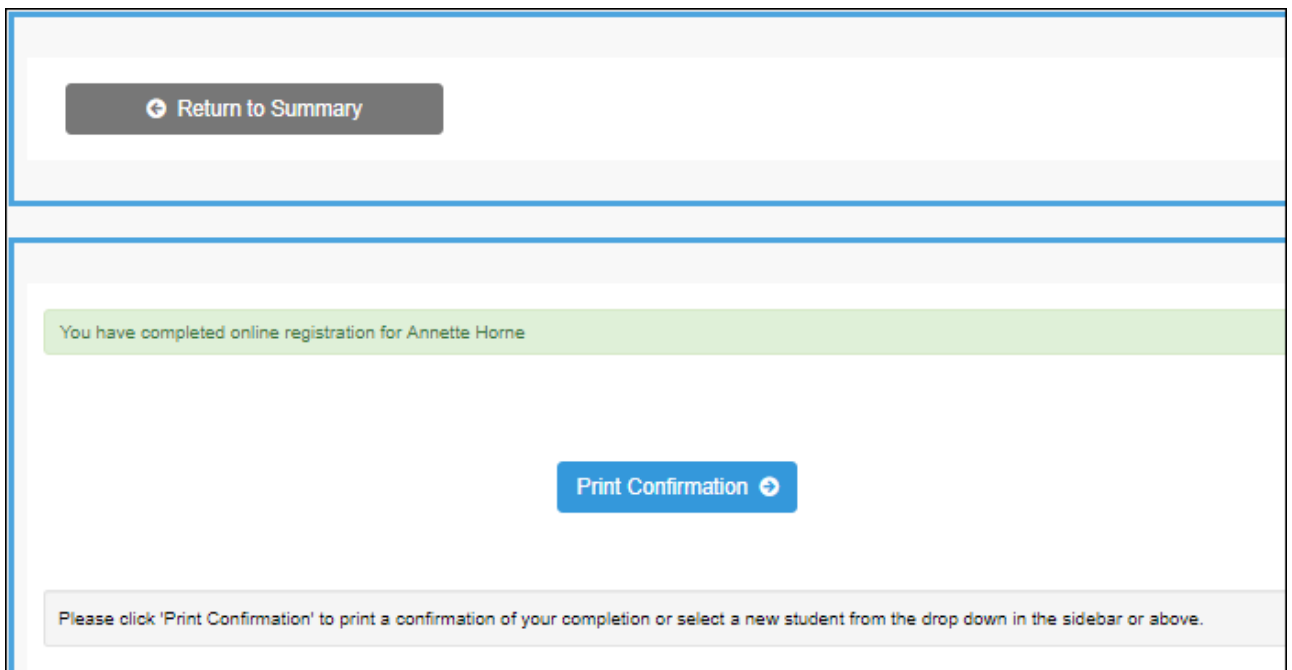 Return to Summary
You have completed online registration for Annette Horne
Print Confirmation
Please click 'Print Confirmation' to print a confirmation of your completion or select a new student from the drop down in the sidebar or above.